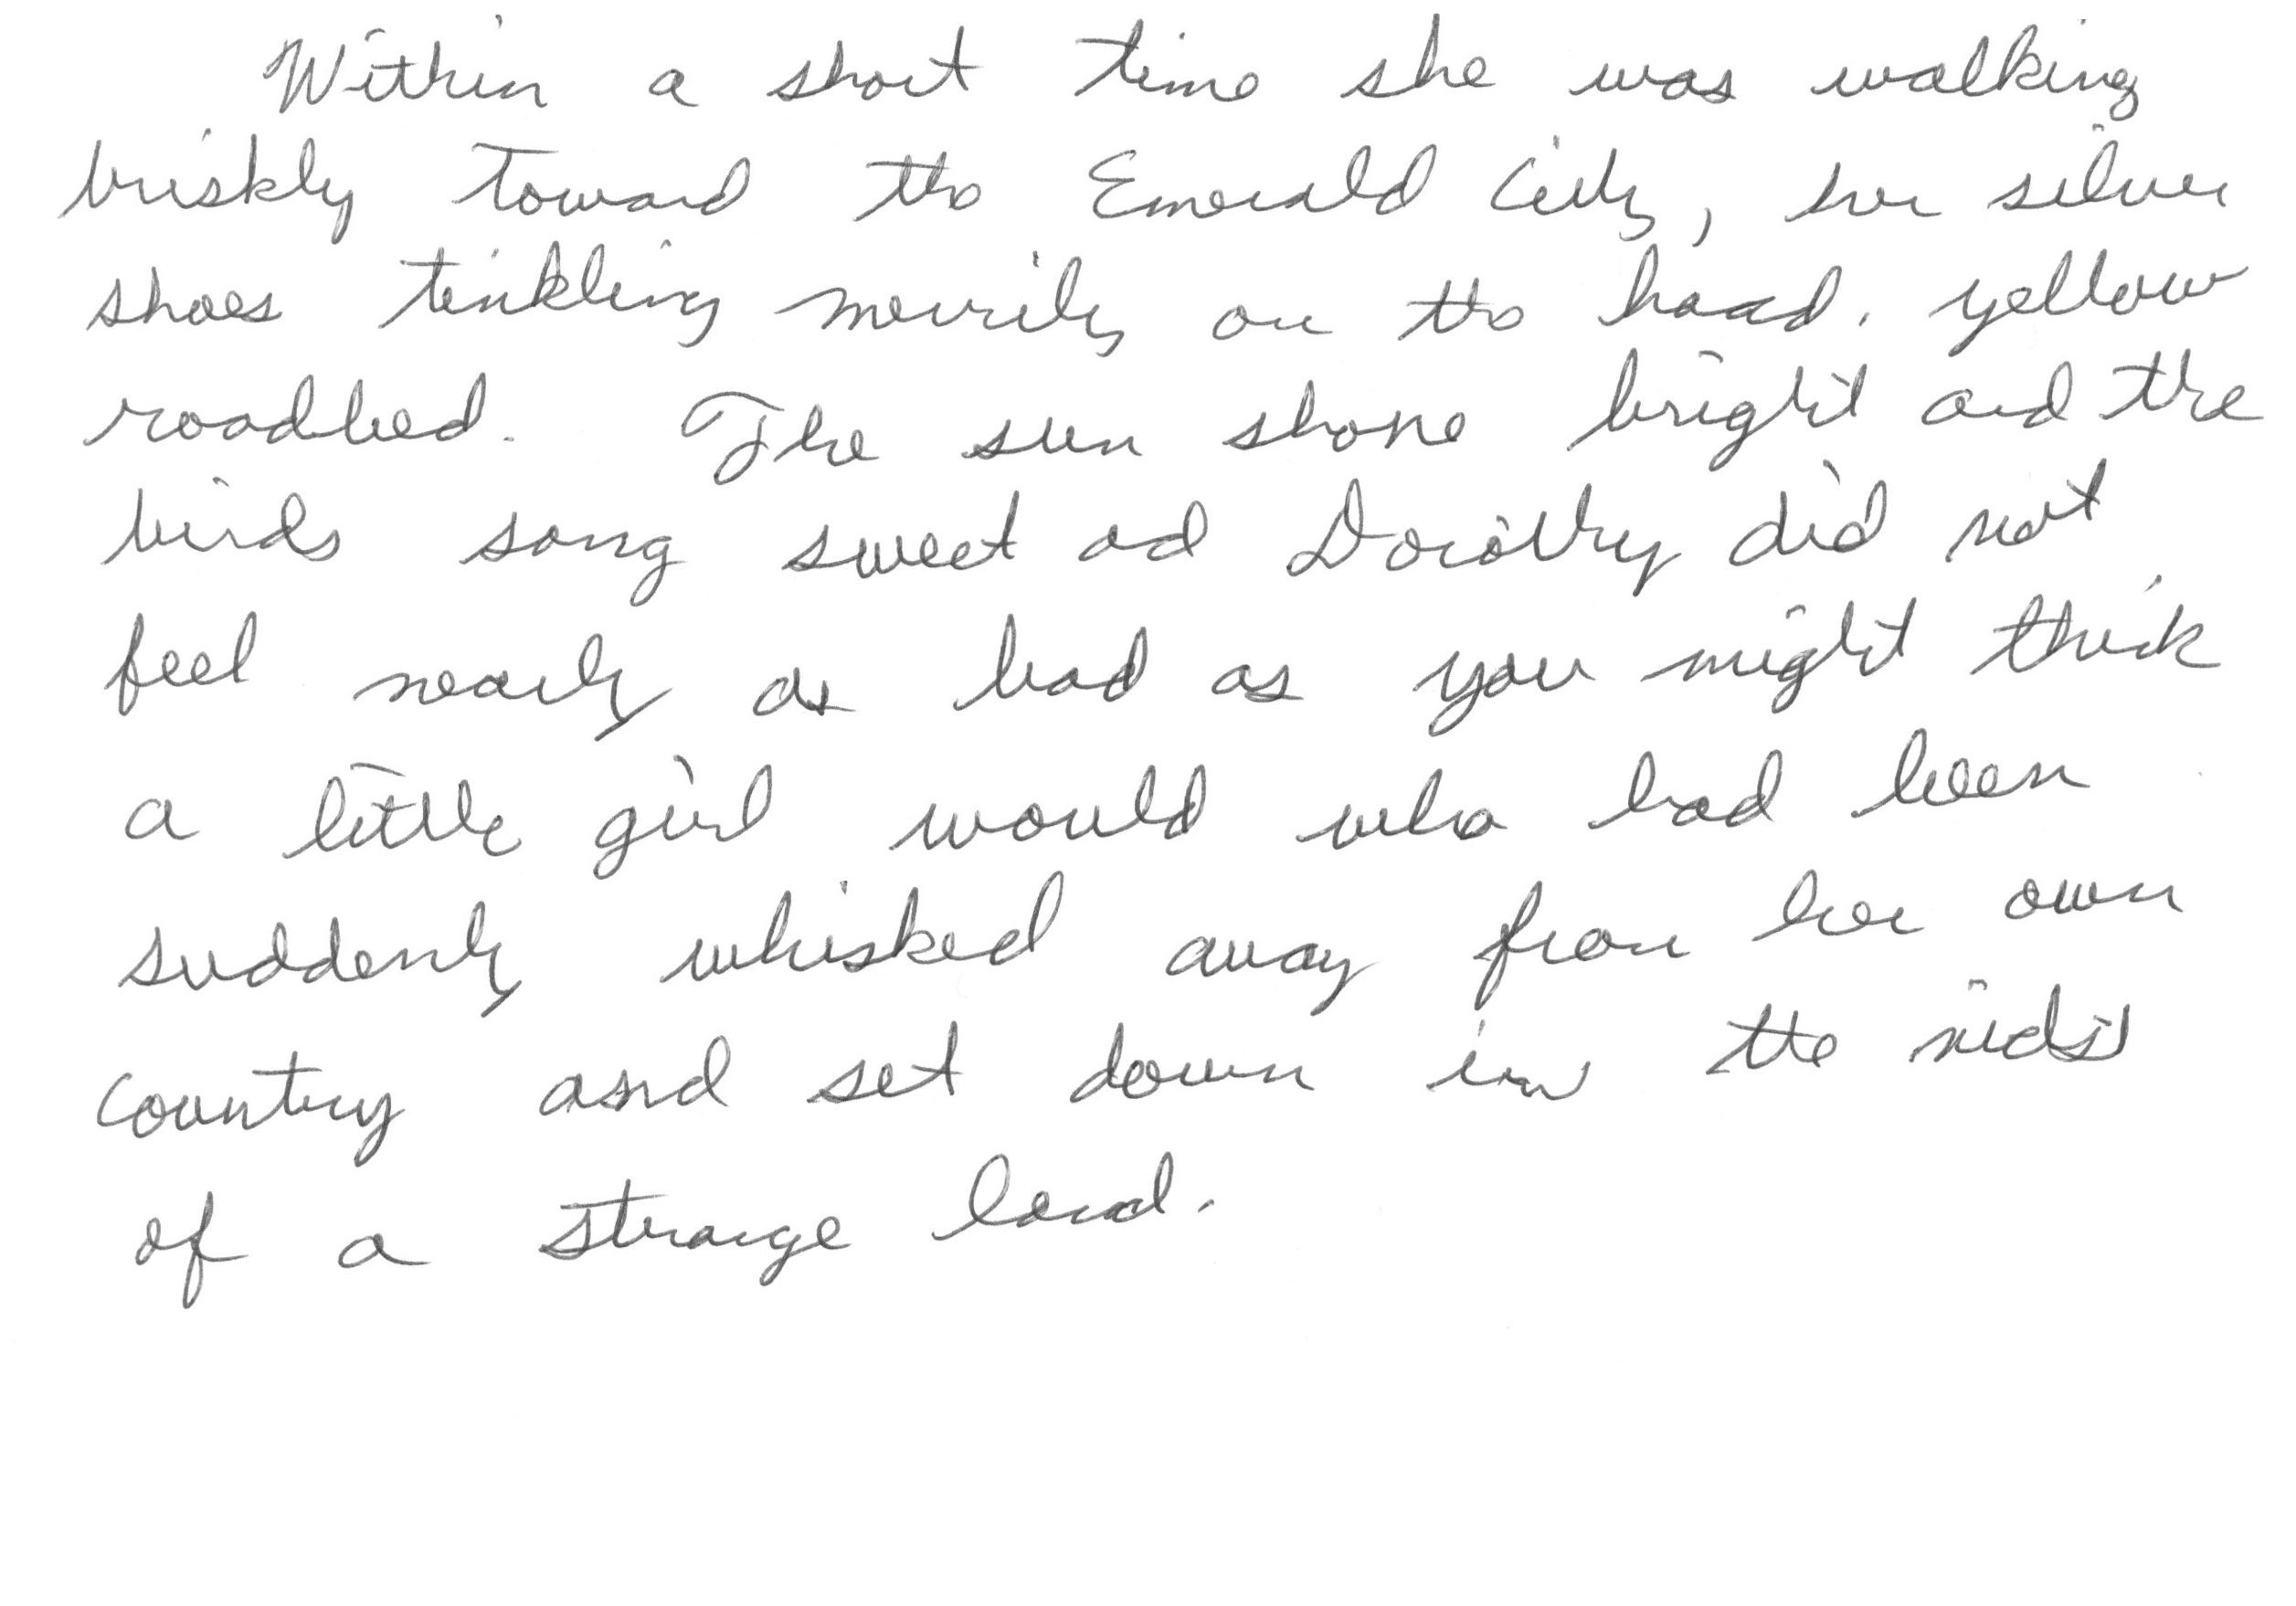 Within a short time she was walking
briskly toward the Emerald City, her silver
shoes tinkling merrily on the hard, yellow
roadbed. The sun shone bright and the
birds song sweet and Dorothy did not
feel nearly as bad as you might think
a little girl would who had been
suddenly whisked away from her own
country and set down in the midst
of a strange land.